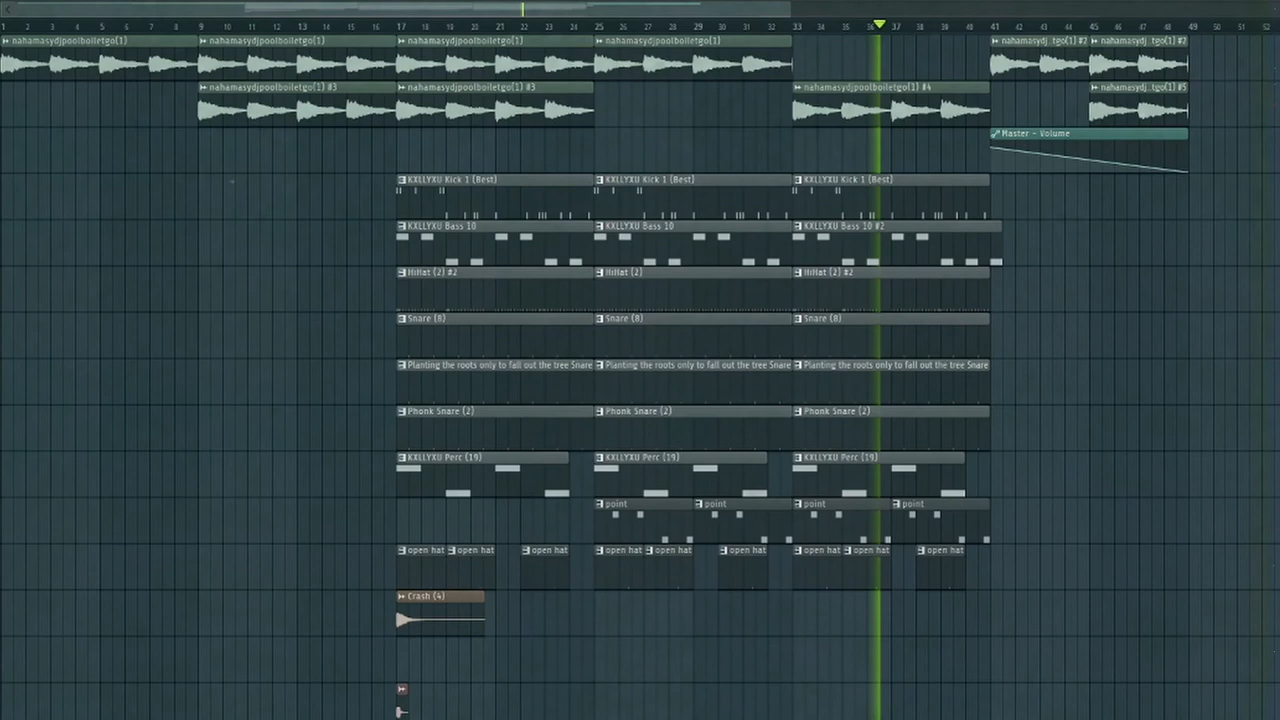 1 2 3 4 5 6 7 8 9 10 11 12 13 14 15 16 17 18 19 20 21 22 23 24 25 26 27 28 29 30 31 32 33 34 35 36 37 38 39 40 41 42 43 44 45 46 47 48 49 50 51 52
nahamasydjpoolboiletgo(1) nahamasydjpoolboiletgo(1) nahamasydjpoolboiletgo(1) nahamasydjpoolboiletgo(1) nahamasydj..tgo(1) #2 nahamasydj..tgo(1) #2
nahamasydjpoolboiletgo(1) #3 nahamasydjpoolboiletgo(1) #3 nahamasydjpoolboiletgo(1) #4 nahamasydj..tgo(1) #5
Master - Volume
KXLLYXU Kick 1 (Best) KXLLYXU Kick 1 (Best) KXLLYXU Kick 1 (Best)
KXLLYXU Bass 10 KXLLYXU Bass 10 KXLLYXU Bass 10 #2
HiHat (2) #2 HiHat (2) HiHat (2) #2
Snare (8) Snare (8) Snare (8)
Planting the roots only to fall out the tree Snare Planting the roots only to fall out the tree Snare Planting the roots only to fall out the tree Snare
Phonk Snare (2) Phonk Snare (2) Phonk Snare (2)
KXLLYXU Perc (19) KXLLYXU Perc (19) KXLLYXU Perc (19)
point point point point
open hat open hat open hat open hat open hat open hat open hat open hat open hat
Crash (4)